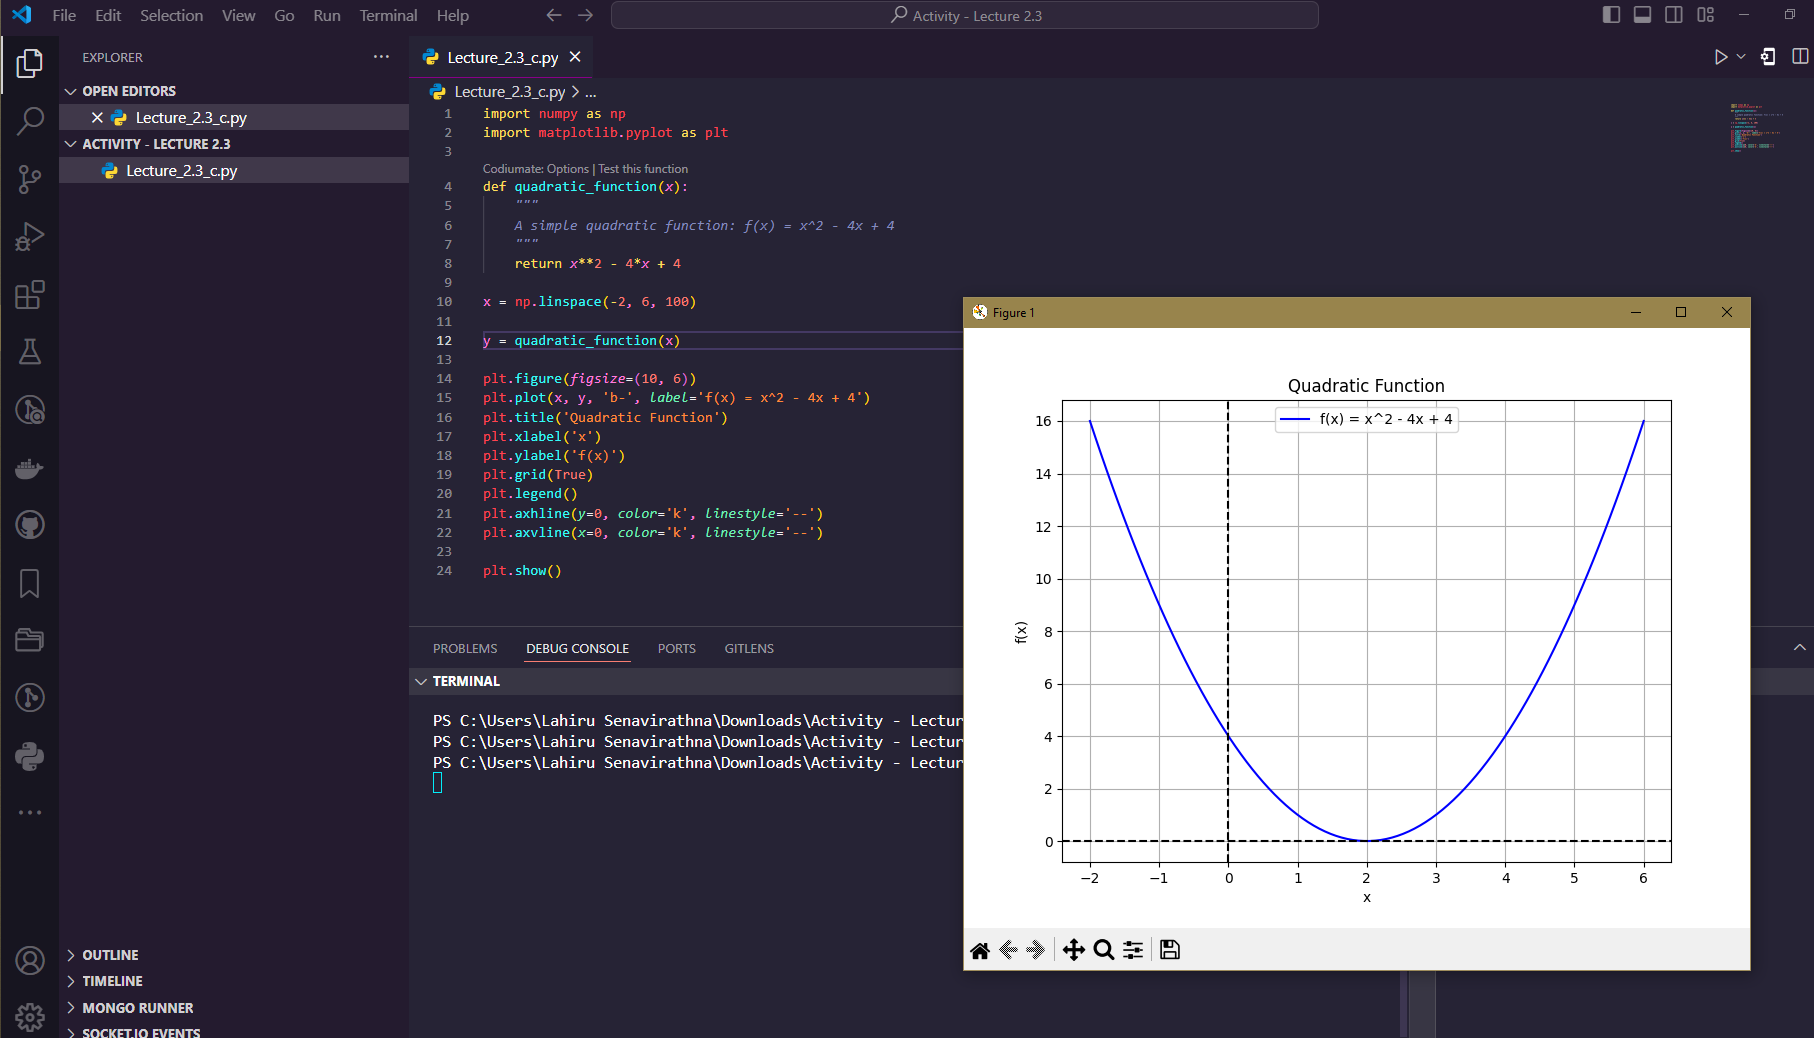 File Edit Selection View Go Run Terminal Help
Activity - Lecture 2.3
EXPLORER
OPEN EDITORS
Lecture_2.3_c.py
ACTIVITY - LECTURE 2.3
Lecture_2.3_c.py
OUTLINE
TIMELINE
MONGO RUNNER
SOCKET.IO EVENTS
Lecture_2.3_c.py
Lecture_2.3_c.py > ...
1 import numpy as np
2 import matplotlib.pyplot as plt
3
Codiumate: Options | Test this function
4 def quadratic_function(x):
5 """
6 A simple quadratic function: f(x) = x^2 - 4x + 4
7 """
8 return x**2 - 4*x + 4
9
10 x = np.linspace(-2, 6, 100)
11
12 y = quadratic_function(x)
13
14 plt.figure(figsize=(10, 6))
15 plt.plot(x, y, 'b-', label='f(x) = x^2 - 4x + 4')
16 plt.title('Quadratic Function')
17 plt.xlabel('x')
18 plt.ylabel('f(x)')
19 plt.grid(True)
20 plt.legend()
21 plt.axhline(y=0, color='k', linestyle='--')
22 plt.axvline(x=0, color='k', linestyle='--')
23
24 plt.show()
PROBLEMS DEBUG CONSOLE PORTS GITLENS
TERMINAL
PS C:\Users\Lahiru Senavirathna\Downloads\Activity - Lectur
PS C:\Users\Lahiru Senavirathna\Downloads\Activity - Lectur
PS C:\Users\Lahiru Senavirathna\Downloads\Activity - Lectur
Figure 1
Quadratic Function
f(x) = x^2 - 4x + 4
16
14
12
10
8
6
4
2
0
f(x)
−2 −1 0 1 2 3 4 5 6
x